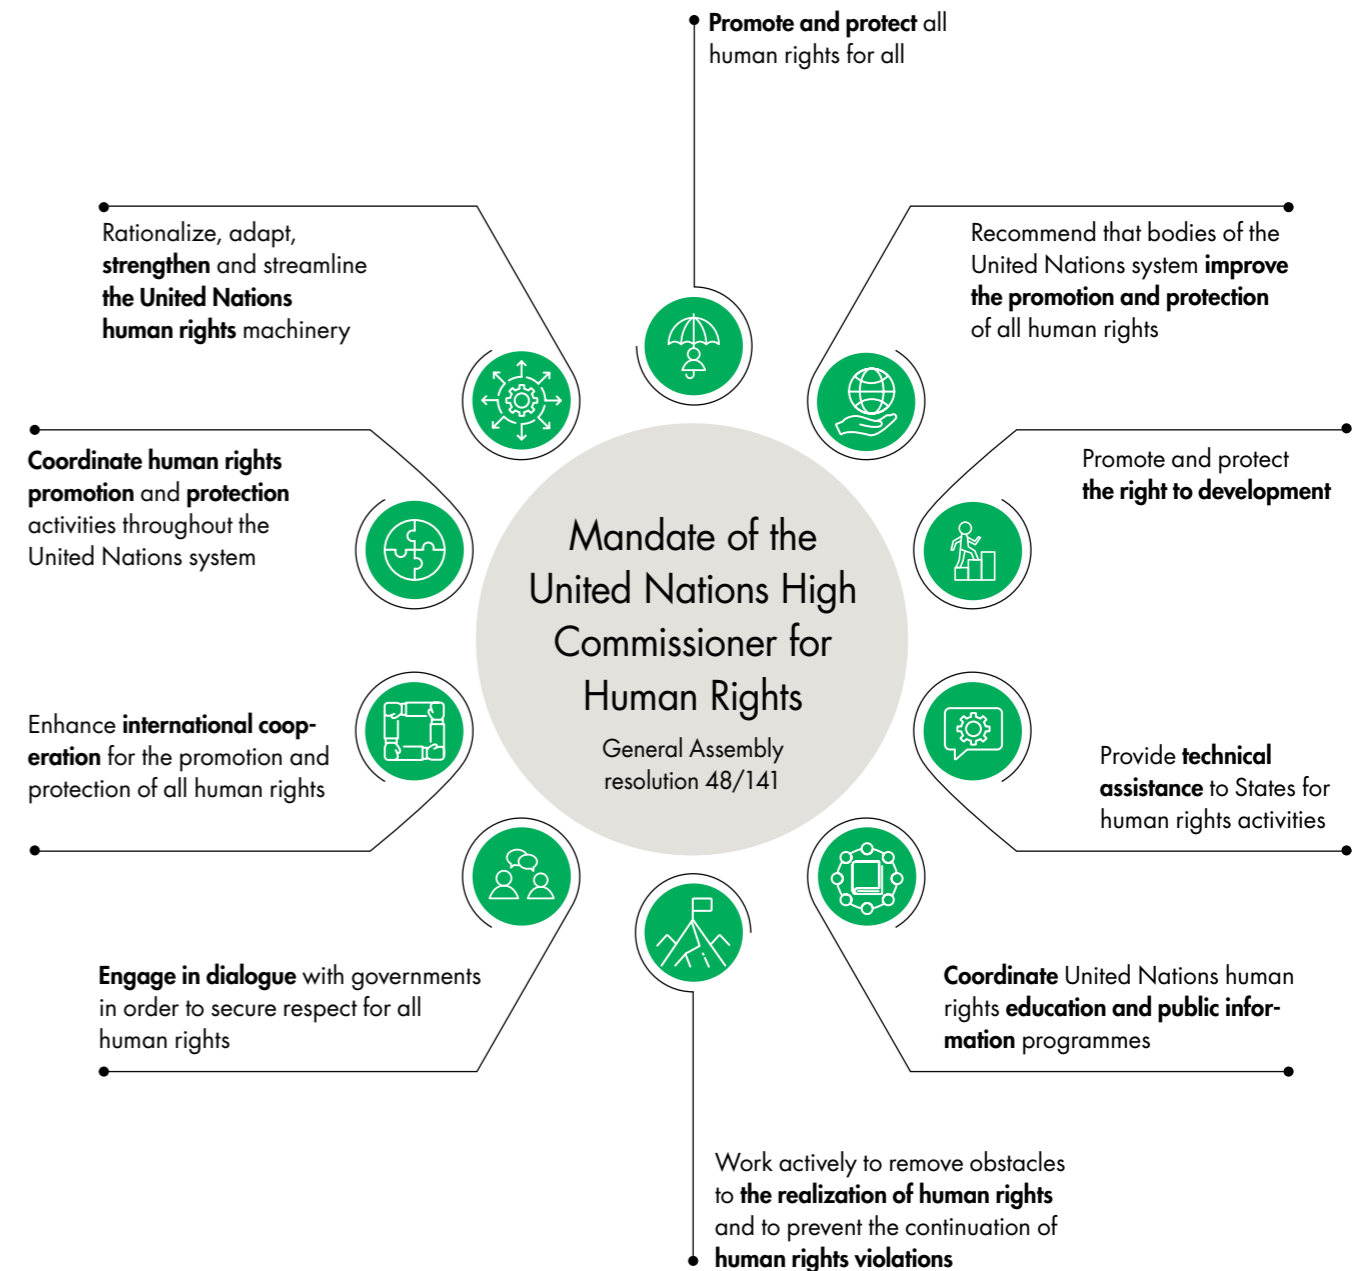 Promote and protect all
human rights for all
Recommend that bodies of the
United Nations system improve
the promotion and protection
of all human rights
Promote and protect
the right to development
Provide technical
assistance to States for
human rights activities
Coordinate United Nations human
rights education and public infor-
mation programmes
Work actively to remove obstacles
to the realization of human rights
and to prevent the continuation of
human rights violations
Engage in dialogue with governments
in order to secure respect for all
human rights
Enhance international coop-
eration for the promotion and
protection of all human rights
Coordinate human rights
promotion and protection
activities throughout the
United Nations system
Rationalize, adapt,
strengthen and streamline
the United Nations
human rights machinery
Mandate of the
United Nations High
Commissioner for
Human Rights
General Assembly
resolution 48/141